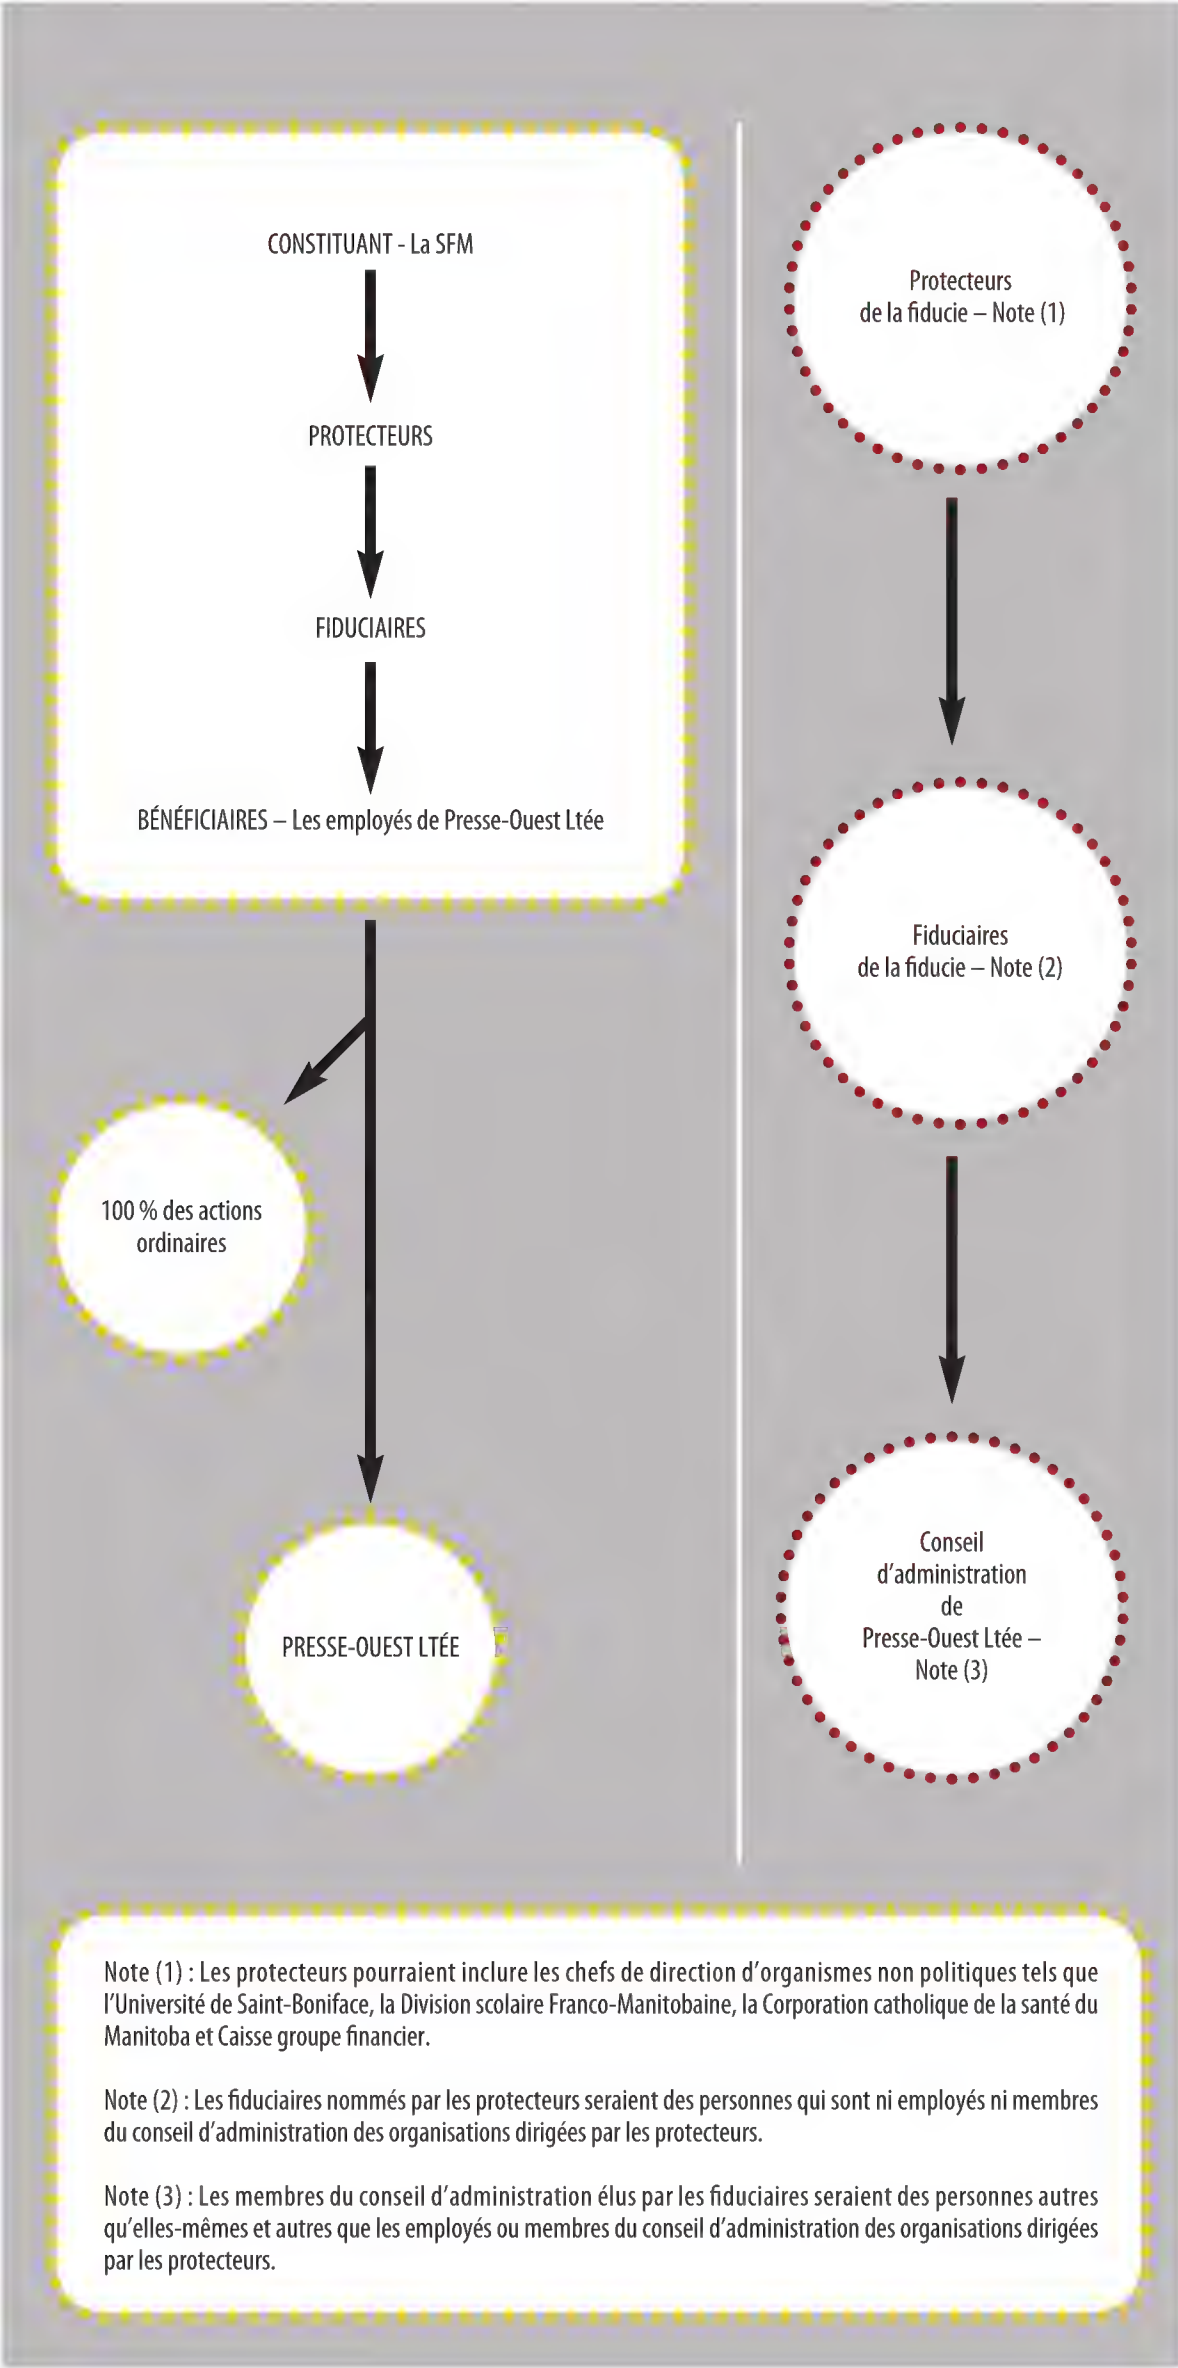 CONSTITUANT - La SFM
PROTECTEURS
FIDUCIAIRES
BÉNÉFICIAIRES – Les employés de Presse-Ouest Ltée
100 % des actions
ordinaires
PRESSE-OUEST LTÉE
Protecteurs
de la fiducie – Note (1)
Fiduciaires
de la fiducie – Note (2)
Conseil
d'administration
de
Presse-Ouest Ltée –
Note (3)
Note (1) : Les protecteurs pourraient inclure les chefs de direction d'organismes non politiques tels que
l'Université de Saint-Boniface, la Division scolaire Franco-Manitobaine, la Corporation catholique de la santé du
Manitoba et Caisse groupe financier.
Note (2) : Les fiduciaires nommés par les protecteurs seraient des personnes qui sont ni employés ni membres
du conseil d'administration des organisations dirigées par les protecteurs.
Note (3) : Les membres du conseil d'administration élus par les fiduciaires seraient des personnes autres
qu'elles-mêmes et autres que les employés ou membres du conseil d'administration des organisations dirigées
par les protecteurs.